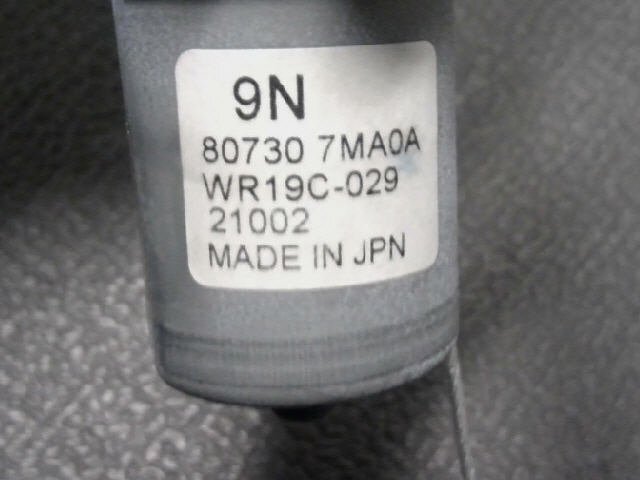 9N
80730 7MA0A
WR19C-029
21002
MADE IN JPN